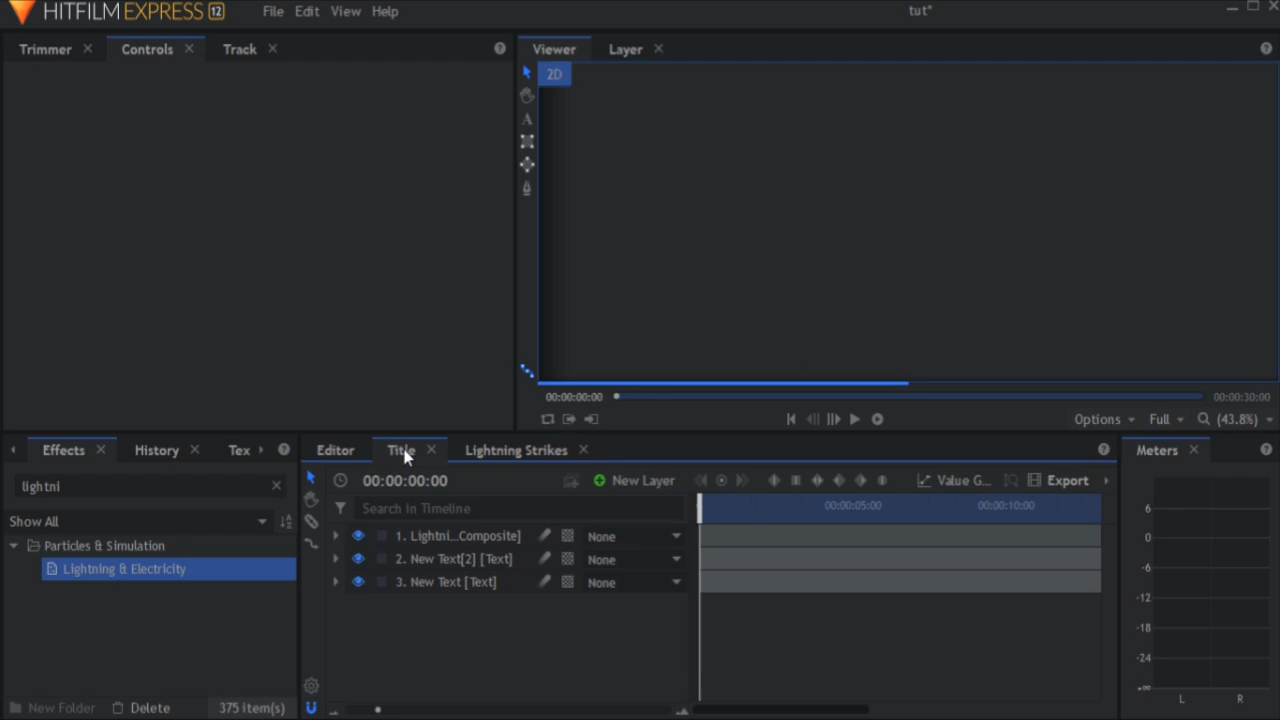 HITFILM EXPRESS 12 File Edit View Help tut*
Trimmer Controls Track
Viewer Layer
2D
A
00:00:00:00 00:00:30:00
Options Full (43.8%)
Effects History Tex
lightni
Show All
Particles & Simulation
Lightning & Electricity
New Folder Delete 375 item(s)
Editor Title Lightning Strikes
00:00:00:00 New Layer Value G... Export
Search In Timeline 00:00:05:00 00:00:10:00
1. Lightni...Composite] None
2. New Text[2] [Text] None
3. New Text [Text] None
Meters
6
0
-6
-12
-18
-24
-∞
L R